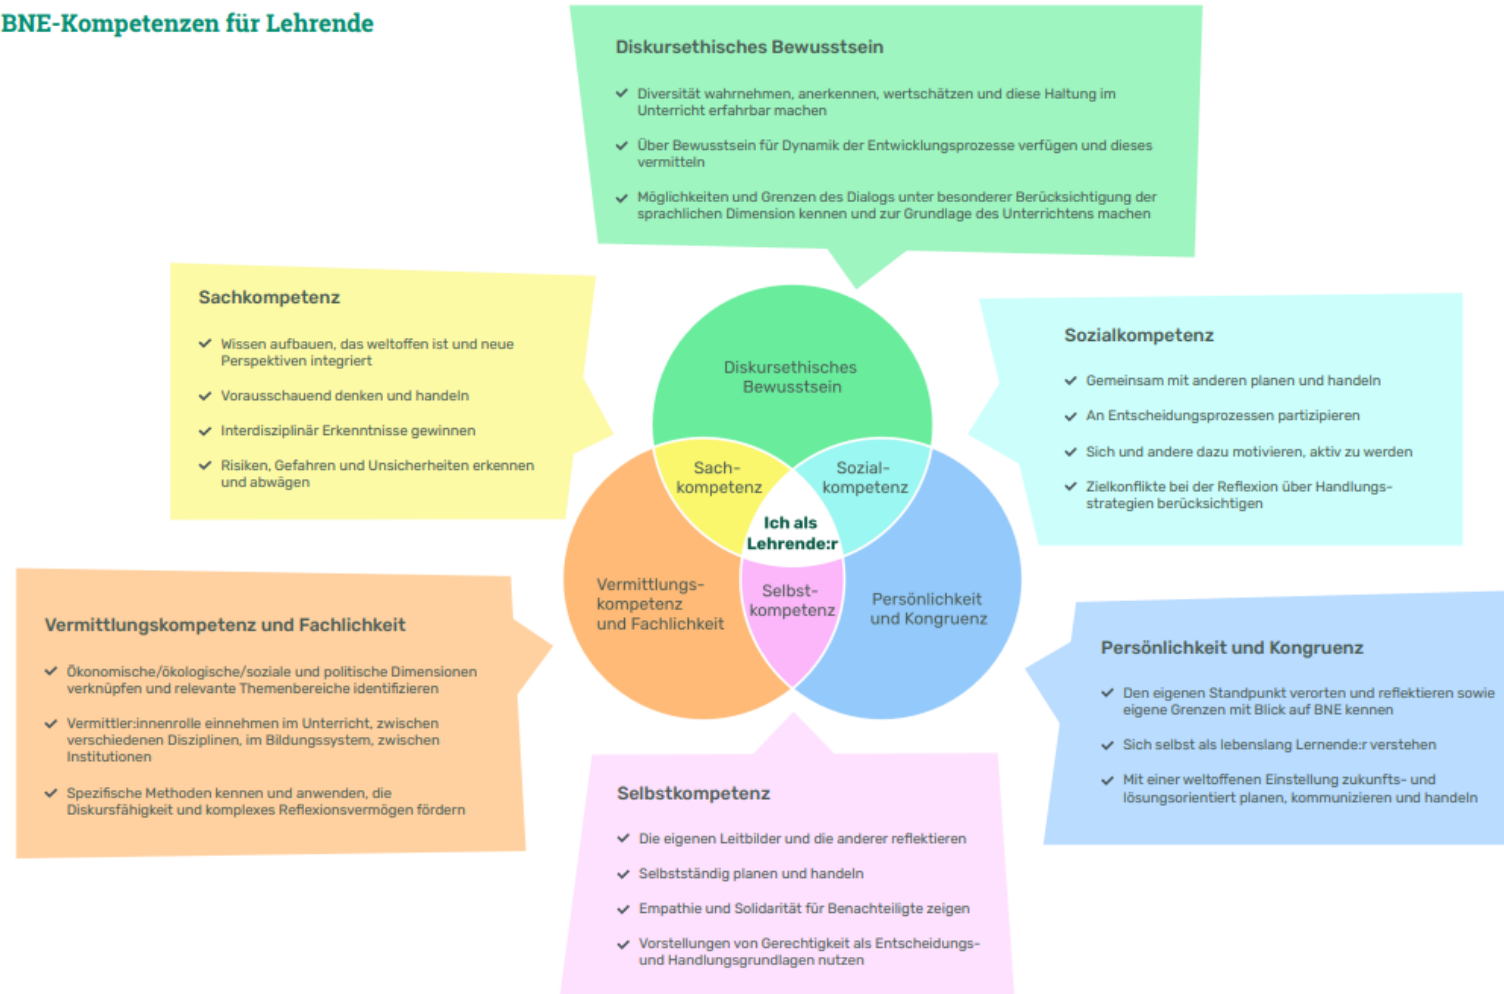 BNE-Kompetenzen für Lehrende
Diskursethisches Bewusstsein
Diversität wahrnehmen, anerkennen, wertschätzen und diese Haltung im
Unterricht erfahrbar machen
Über Bewusstsein für Dynamik der Entwicklungsprozesse verfügen und dieses
vermitteln
Möglichkeiten und Grenzen des Dialogs unter besonderer Berücksichtigung der
sprachlichen Dimension kennen und zur Grundlage des Unterrichtens machen
Sachkompetenz
Wissen aufbauen, das weltoffen ist und neue
Perspektiven integriert
Vorausschauend denken und handeln
Interdisziplinär Erkenntnisse gewinnen
Risiken, Gefahren und Unsicherheiten erkennen
und abwägen
Sozialkompetenz
Gemeinsam mit anderen planen und handeln
An Entscheidungsprozessen partizipieren
Sich und andere dazu motivieren, aktiv zu werden
Zielkonflikte bei der Reflexion über Handlungs-
strategien berücksichtigen
Diskursethisches
Bewusstsein
Sach-
kompetenz
Sozial-
kompetenz
Ich als
Lehrende:r
Vermittlungs-
kompetenz
und Fachlichkeit
Selbst-
kompetenz
Persönlichkeit
und Kongruenz
Vermittlungskompetenz und Fachlichkeit
Ökonomische/ökologische/soziale und politische Dimensionen
verknüpfen und relevante Themenbereiche identifizieren
Vermittler:innenrolle einnehmen im Unterricht, zwischen
verschiedenen Disziplinen, im Bildungssystem, zwischen
Institutionen
Spezifische Methoden kennen und anwenden, die
Diskursfähigkeit und komplexes Reflexionsvermögen fördern
Persönlichkeit und Kongruenz
Den eigenen Standpunkt verorten und reflektieren sowie
eigene Grenzen mit Blick auf BNE kennen
Sich selbst als lebenslang Lernende:r verstehen
Mit einer weltoffenen Einstellung zukunfts- und
lösungsorientiert planen, kommunizieren und handeln
Selbstkompetenz
Die eigenen Leitbilder und die anderer reflektieren
Selbstständig planen und handeln
Empathie und Solidarität für Benachteiligte zeigen
Vorstellungen von Gerechtigkeit als Entscheidungs-
und Handlungsgrundlagen nutzen